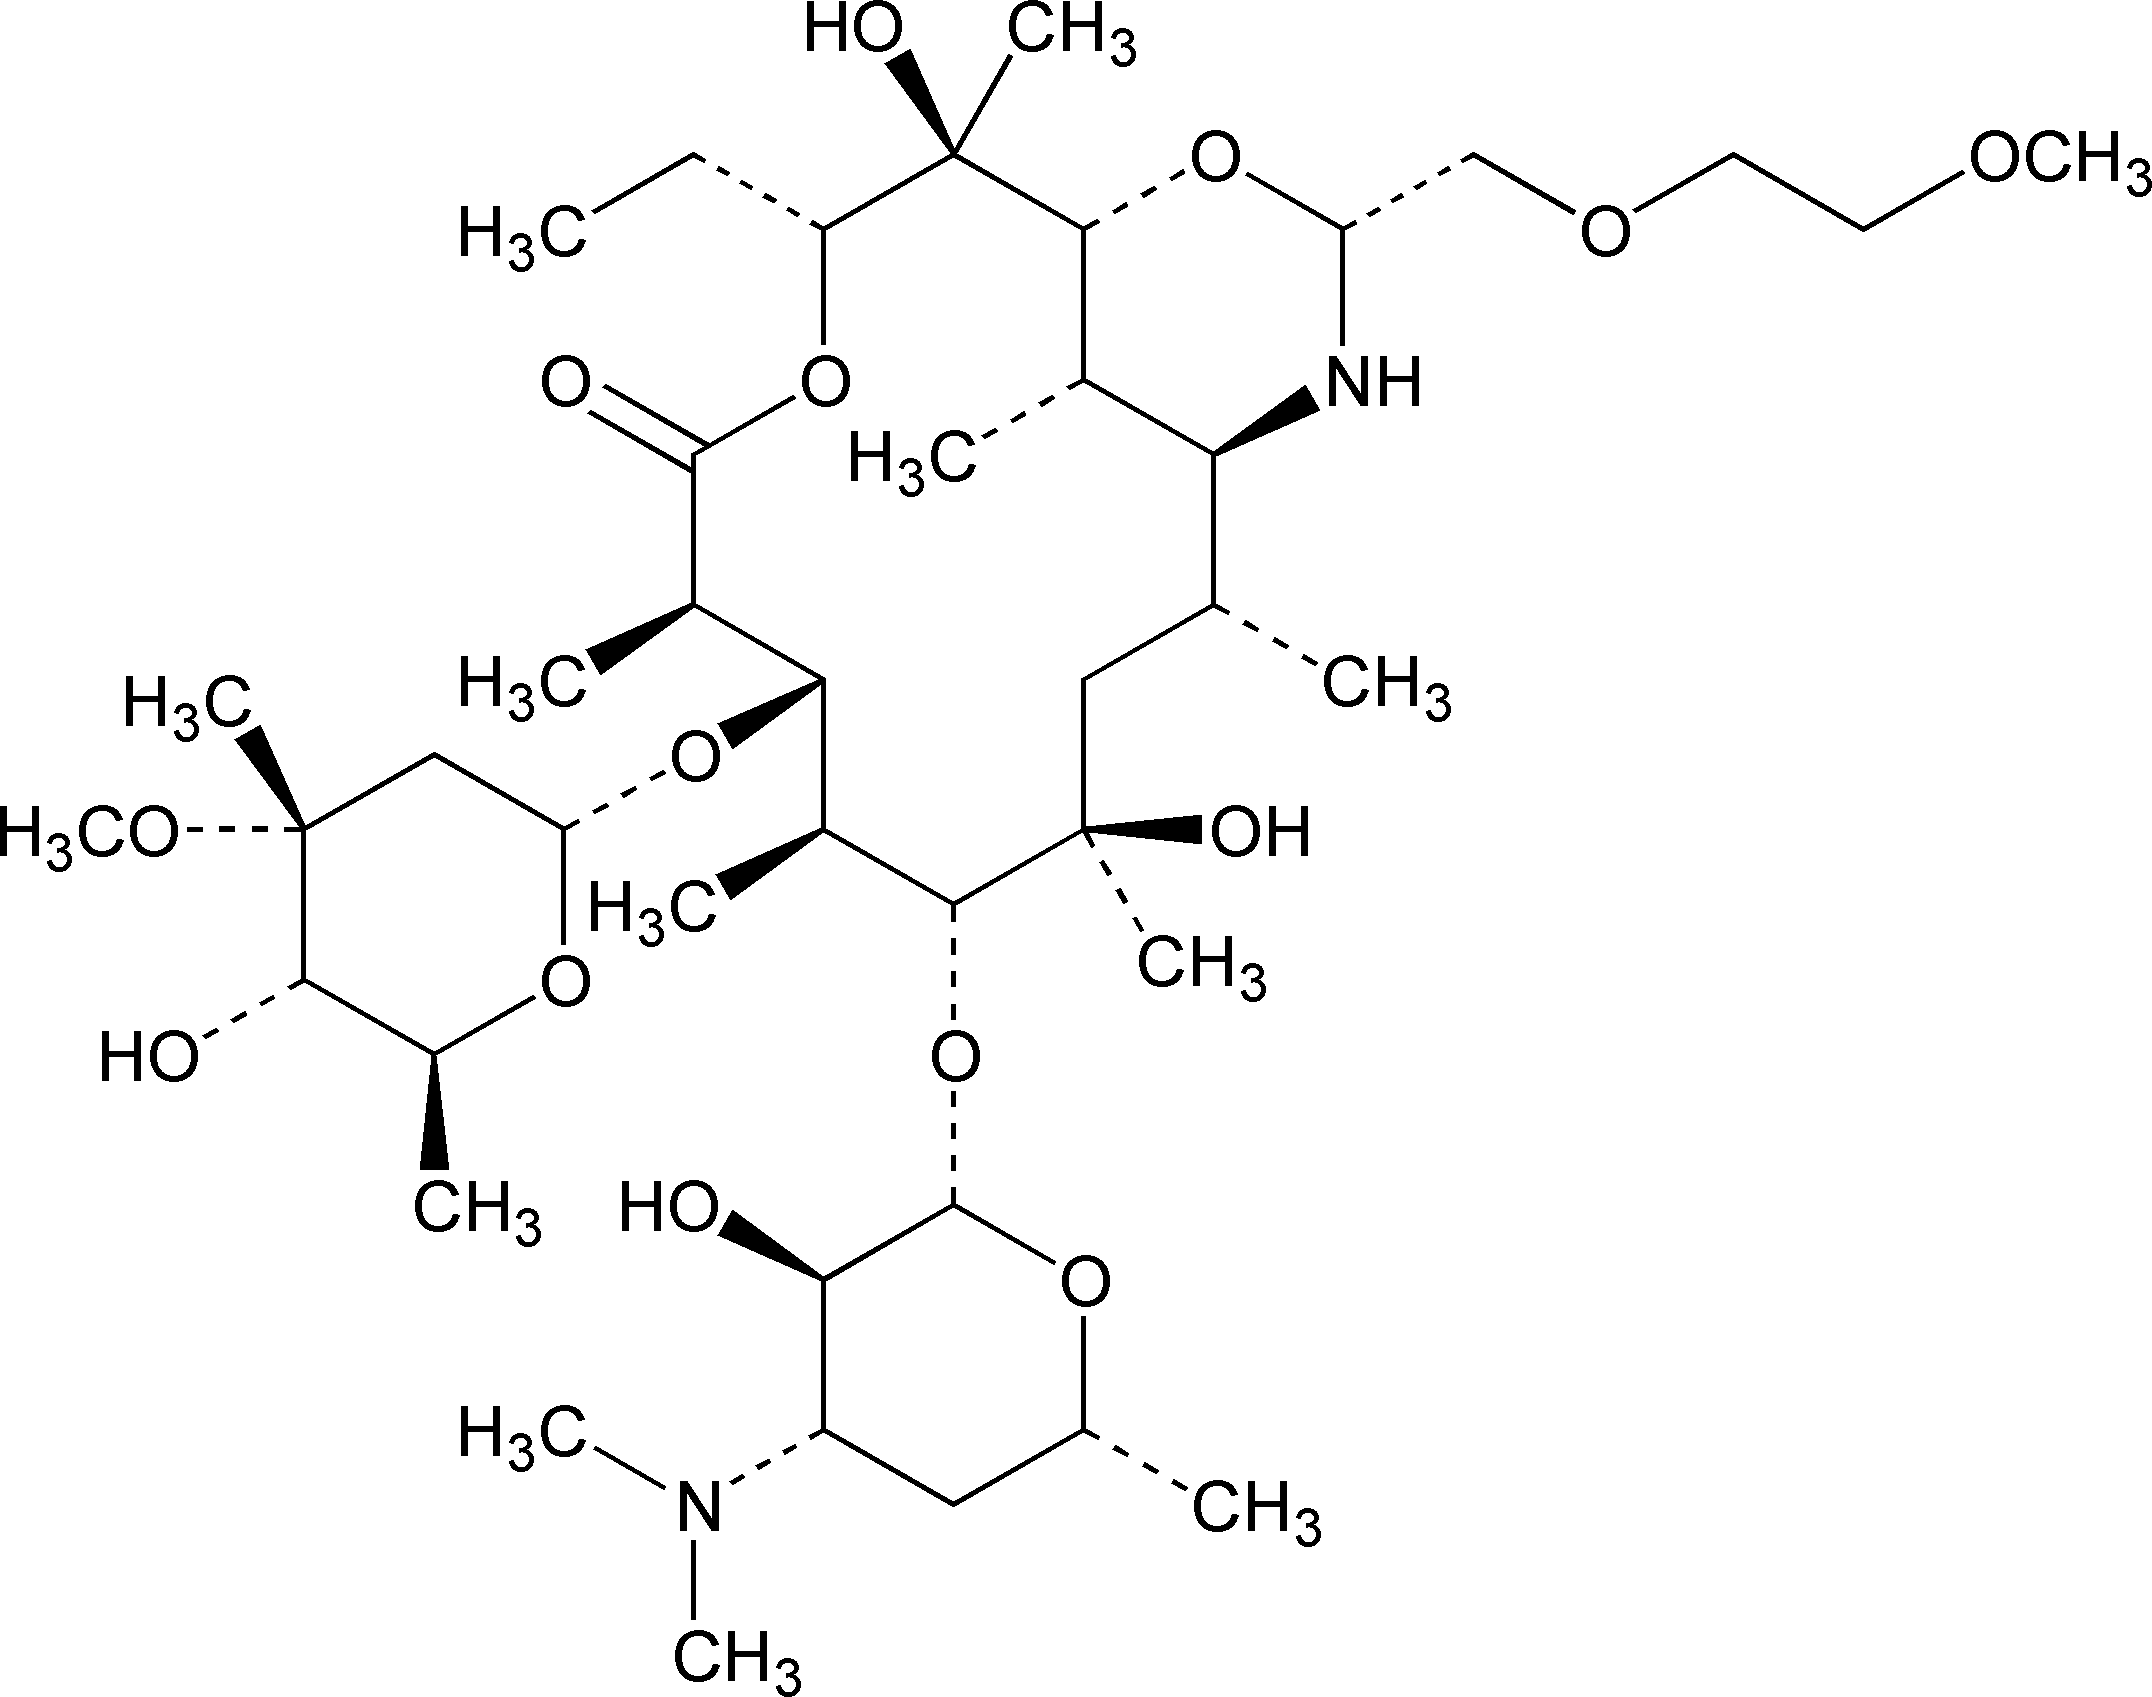 HO CH3
O OCH3
H3C O
O O NH
H3C
H3C CH3
H3C O
H3CO OH
H3C
CH3
O
HO O
HO CH3
O
H3C
N CH3
CH3